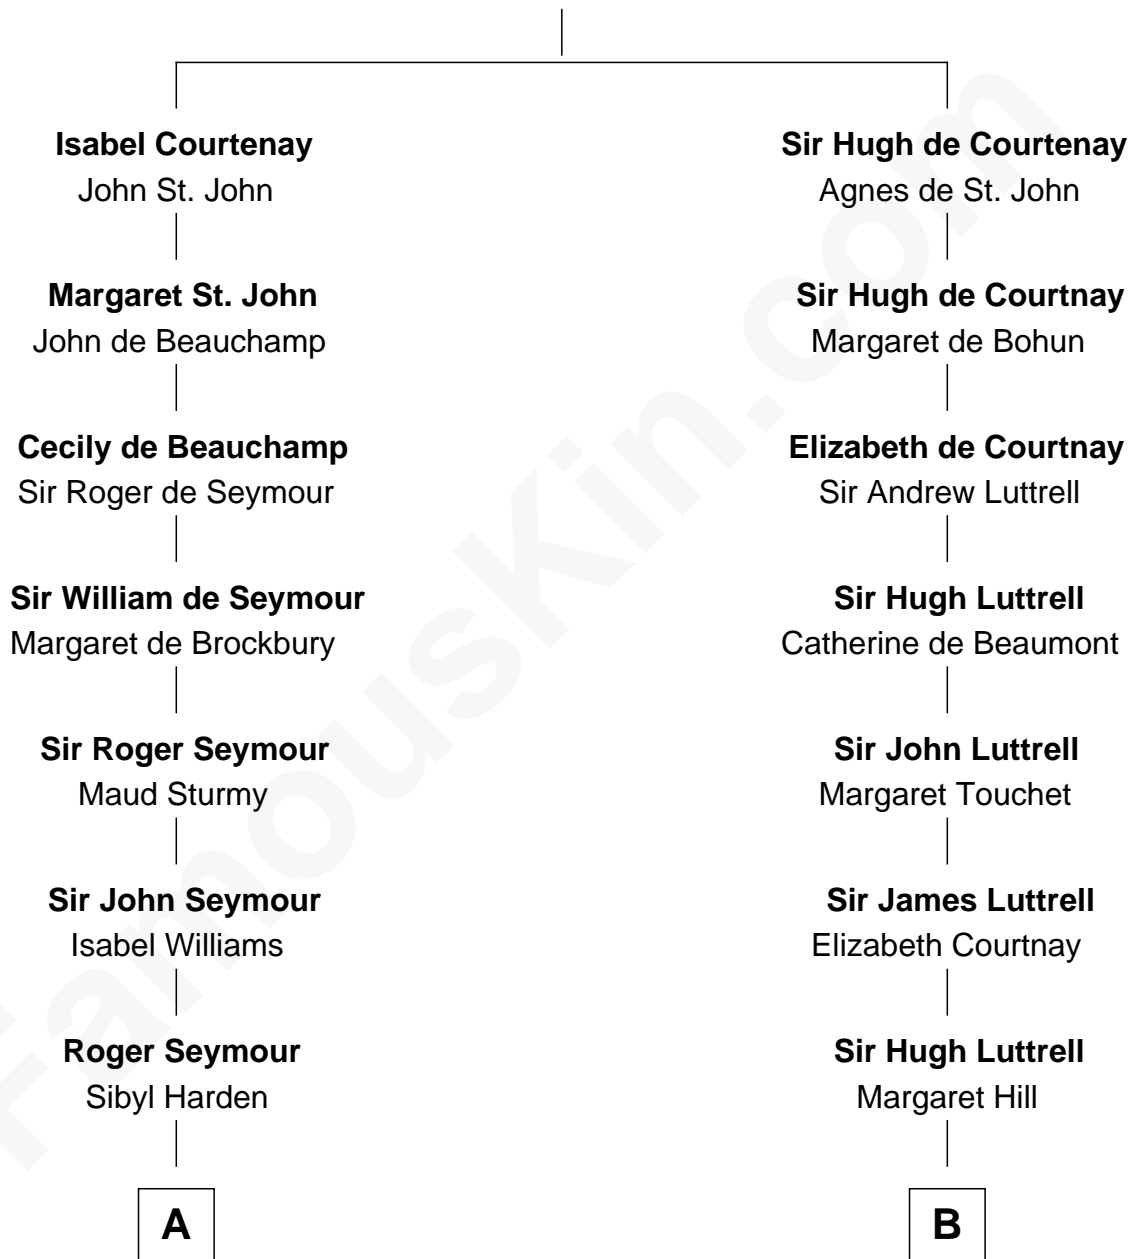 Isabel Courtenay
John St. John
Margaret St. John
John de Beauchamp
Cecily de Beauchamp
Sir Roger de Seymour
Sir William de Seymour
Margaret de Brockbury
Sir Roger Seymour
Maud Sturmy
Sir John Seymour
Isabel Williams
Roger Seymour
Sibyl Harden
A
Sir Hugh de Courtenay
Agnes de St. John
Sir Hugh de Courtnay
Margaret de Bohun
Elizabeth de Courtnay
Sir Andrew Luttrell
Sir Hugh Luttrell
Catherine de Beaumont
Sir John Luttrell
Margaret Touchet
Sir James Luttrell
Elizabeth Courtnay
Sir Hugh Luttrell
Margaret Hill
B
FamousKin.com